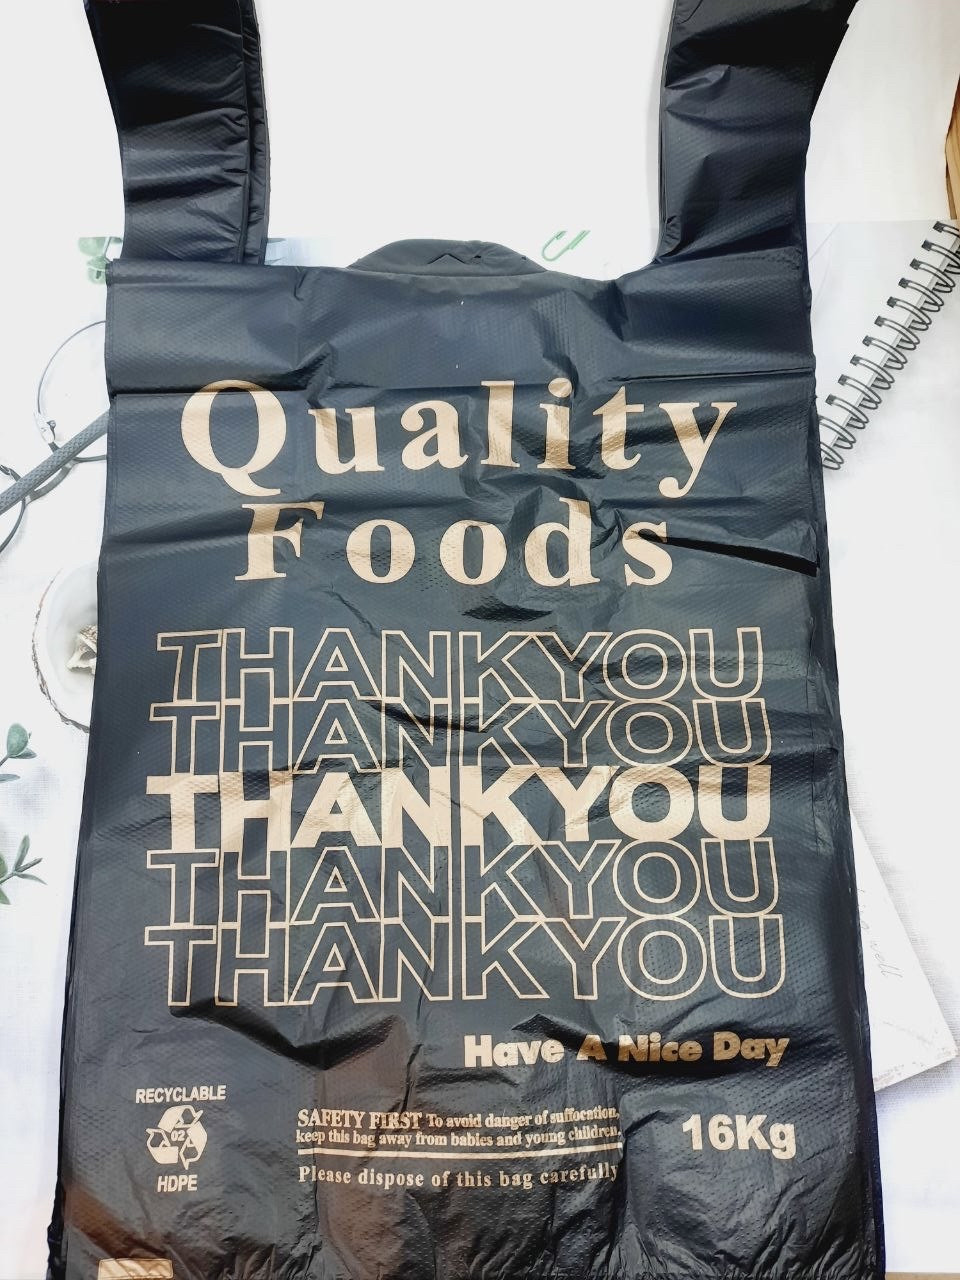 Quality
Foods
THANKYOU
THANKYOU
THANKYOU
THANKYOU
THANKYOU
Have A Nice Day
RECYCLABLE
02
HDPE
SAFETY FIRST To avoid danger of suffocation,
keep this bag away from babies and young children.
Please dispose of this bag carefully
16Kg